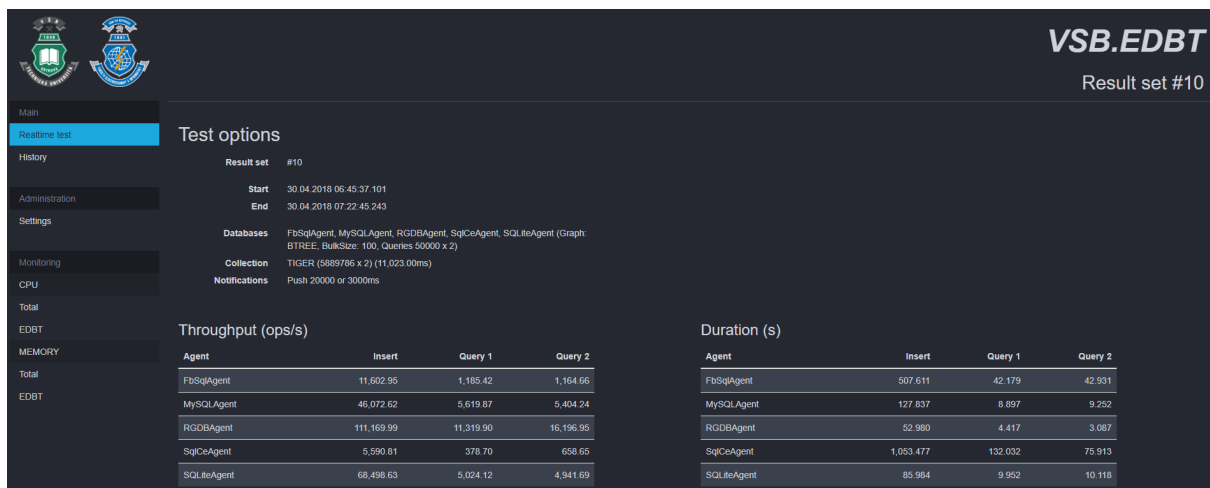 VSB.EDBT
Result set #10
Main
Realtime test
History
Administration
Settings
Monitoring
CPU
Total
EDBT
MEMORY
Total
EDBT
Test options
Result set #10
Start 30.04.2018 06:45:37.101
End 30.04.2018 07:22:45.243
Databases FbSqlAgent, MySQLAgent, RGDBAgent, SqlCeAgent, SQLiteAgent (Graph:
BTREE, BulkSize: 100, Queries 50000 x 2)
Collection TIGER (5889786 x 2) (11,023.00ms)
Notifications Push 20000 or 3000ms
Throughput (ops/s)
Agent Insert Query 1 Query 2
FbSqlAgent 11,602.95 1,185.42 1,164.66
MySQLAgent 46,072.62 5,619.87 5,404.24
RGDBAgent 111,169.99 11,319.90 16,196.95
SqlCeAgent 5,590.81 378.70 658.65
SQLiteAgent 68,498.63 5,024.12 4,941.69
Duration (s)
Agent Insert Query 1 Query 2
FbSqlAgent 507.611 42.179 42.931
MySQLAgent 127.837 8.897 9.252
RGDBAgent 52.980 4.417 3.087
SqlCeAgent 1,053.477 132.032 75.913
SQLiteAgent 85.984 9.952 10.118